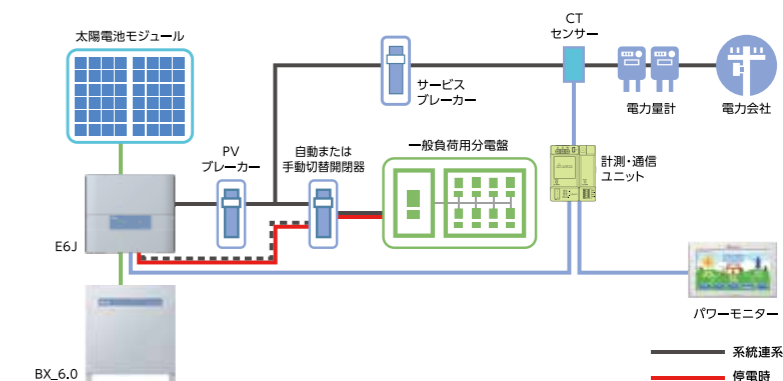 太陽電池モジュール
CT
センサー
サービス
ブレーカー
電力量計
電力会社
PV
ブレーカー
自動または
手動切替開閉器
一般負荷用分電盤
計測・通信
ユニット
E6J
パワーモニター
BX_6.0
系統連系
停電時